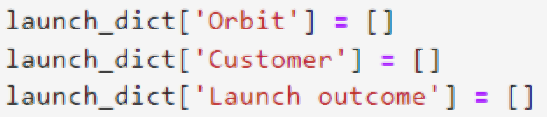 launch_dict['Orbit'] = []
launch_dict['Customer'] = []
launch_dict['Launch outcome'] = []